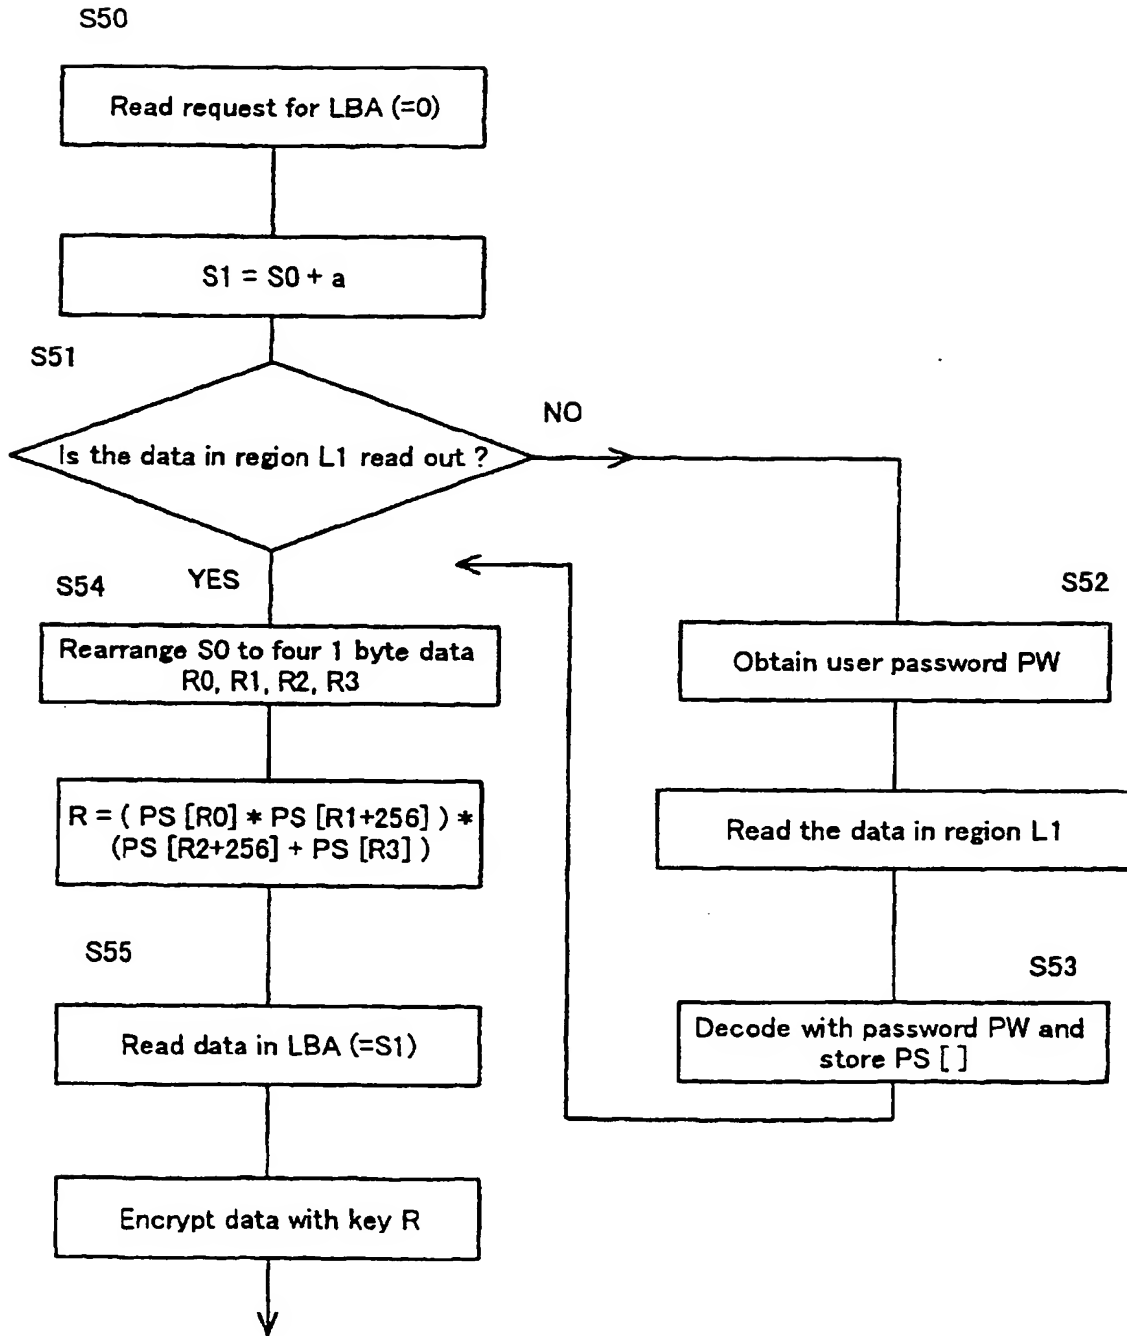 S50
Read request for LBA (=0)
S1 = S0 + a
S51
Is the data in region L1 read out ?
NO
YES
S54
Rearrange S0 to four 1 byte data
R0, R1, R2, R3
R = ( PS [R0] * PS [R1+256] ) *
(PS [R2+256] + PS [R3] )
S55
Read data in LBA (=S1)
Encrypt data with key R
S52
Obtain user password PW
Read the data in region L1
S53
Decode with password PW and
store PS [ ]